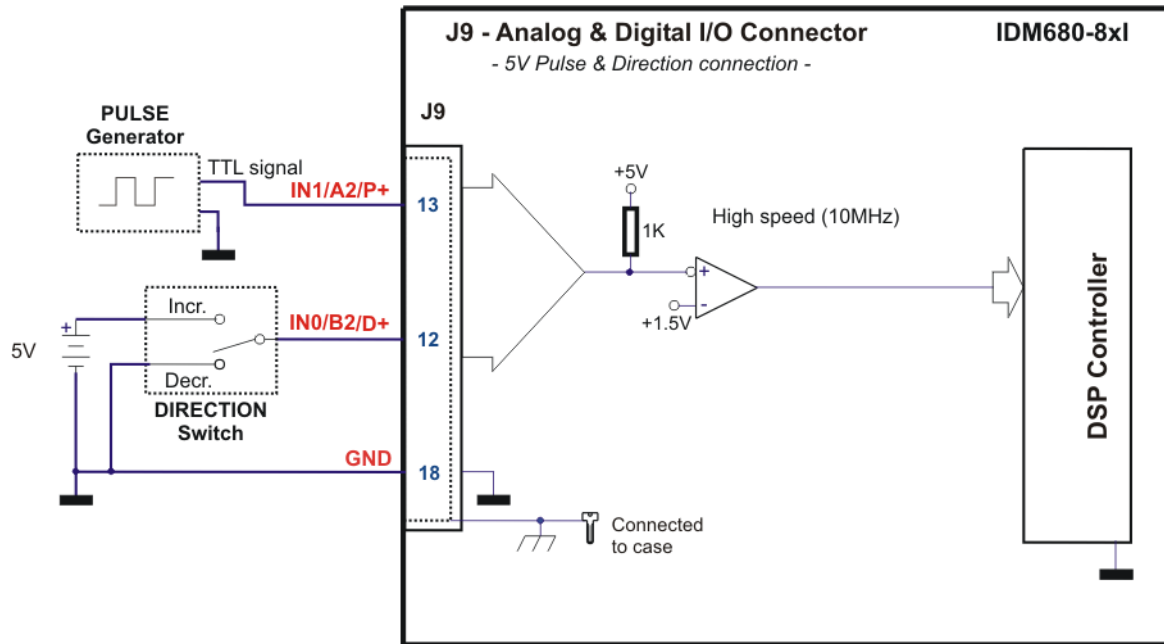 J9 - Analog & Digital I/O Connector
IDM680-8xI
- 5V Pulse & Direction connection -
J9
PULSE
Generator
TTL signal
IN1/A2/P+
13
+5V
1K
High speed (10MHz)
+
-
+1.5V
DSP Controller
Incr.
IN0/B2/D+
12
+
5V
Decr.
DIRECTION
Switch
GND
18
Connected
to case